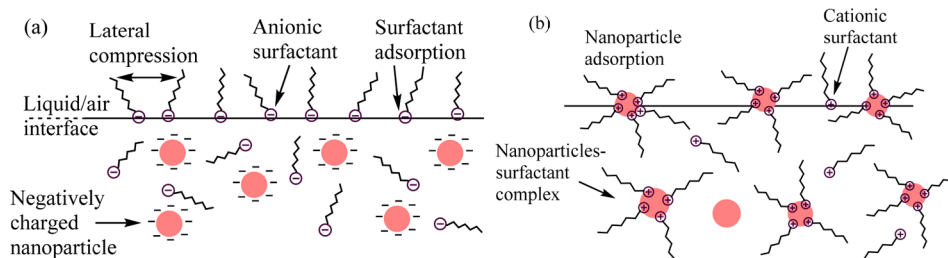 (a)
Lateral
compression
Anionic
surfactant
Surfactant
adsorption
Liquid/air
interface
Negatively
charged
nanoparticle
(b)
Nanoparticle
adsorption
Cationic
surfactant
Nanoparticles-
surfactant
complex